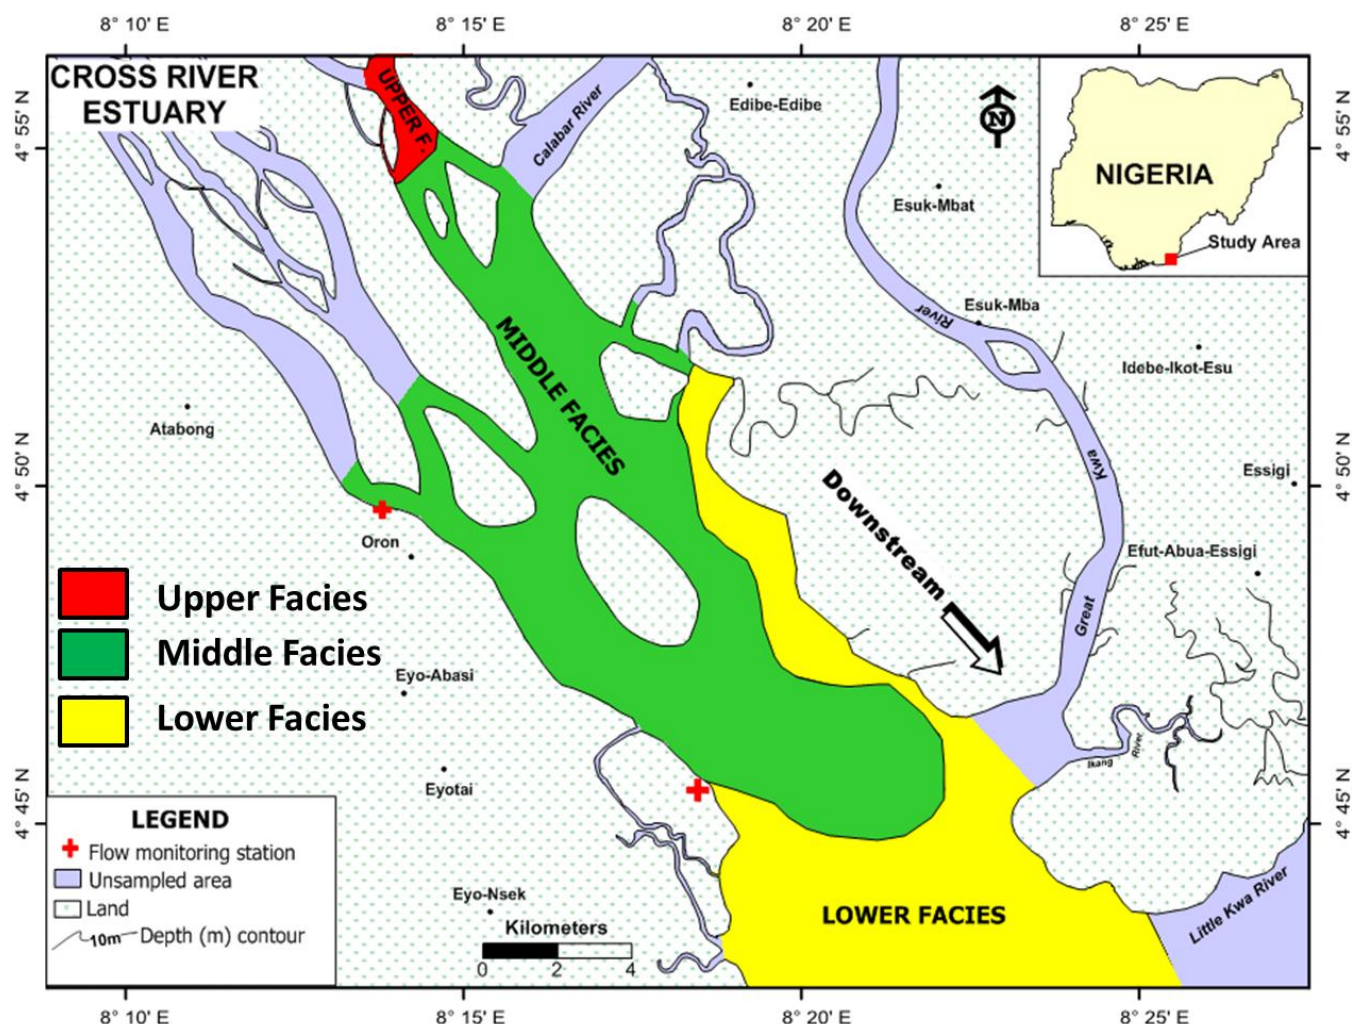 8° 10' E
8° 15' E
8° 20' E
8° 25' E
CROSS RIVER
ESTUARY
UPPER F.
Calabar River
Edibe-Edibe
N
NIGERIA
Study Area
4° 55' N
4° 55' N
Esuk-Mbat
Esuk-Mba
River
Idebe-Ikot-Esu
MIDDLE FACIES
Atabong
Kwa
4° 50' N
4° 50' N
Essigi
Downstream
Oron
Efut-Abua-Essigi
Great
Upper Facies
Middle Facies
Lower Facies
Eyo-Abasi
Ikang
River
Eyotai
4° 45' N
4° 45' N
LEGEND
Flow monitoring station
Unsampled area
Land
10m Depth (m) contour
Eyo-Nsek
Kilometers
0 2 4
LOWER FACIES
Little Kwa River
8° 10' E
8° 15' E
8° 20' E
8° 25' E